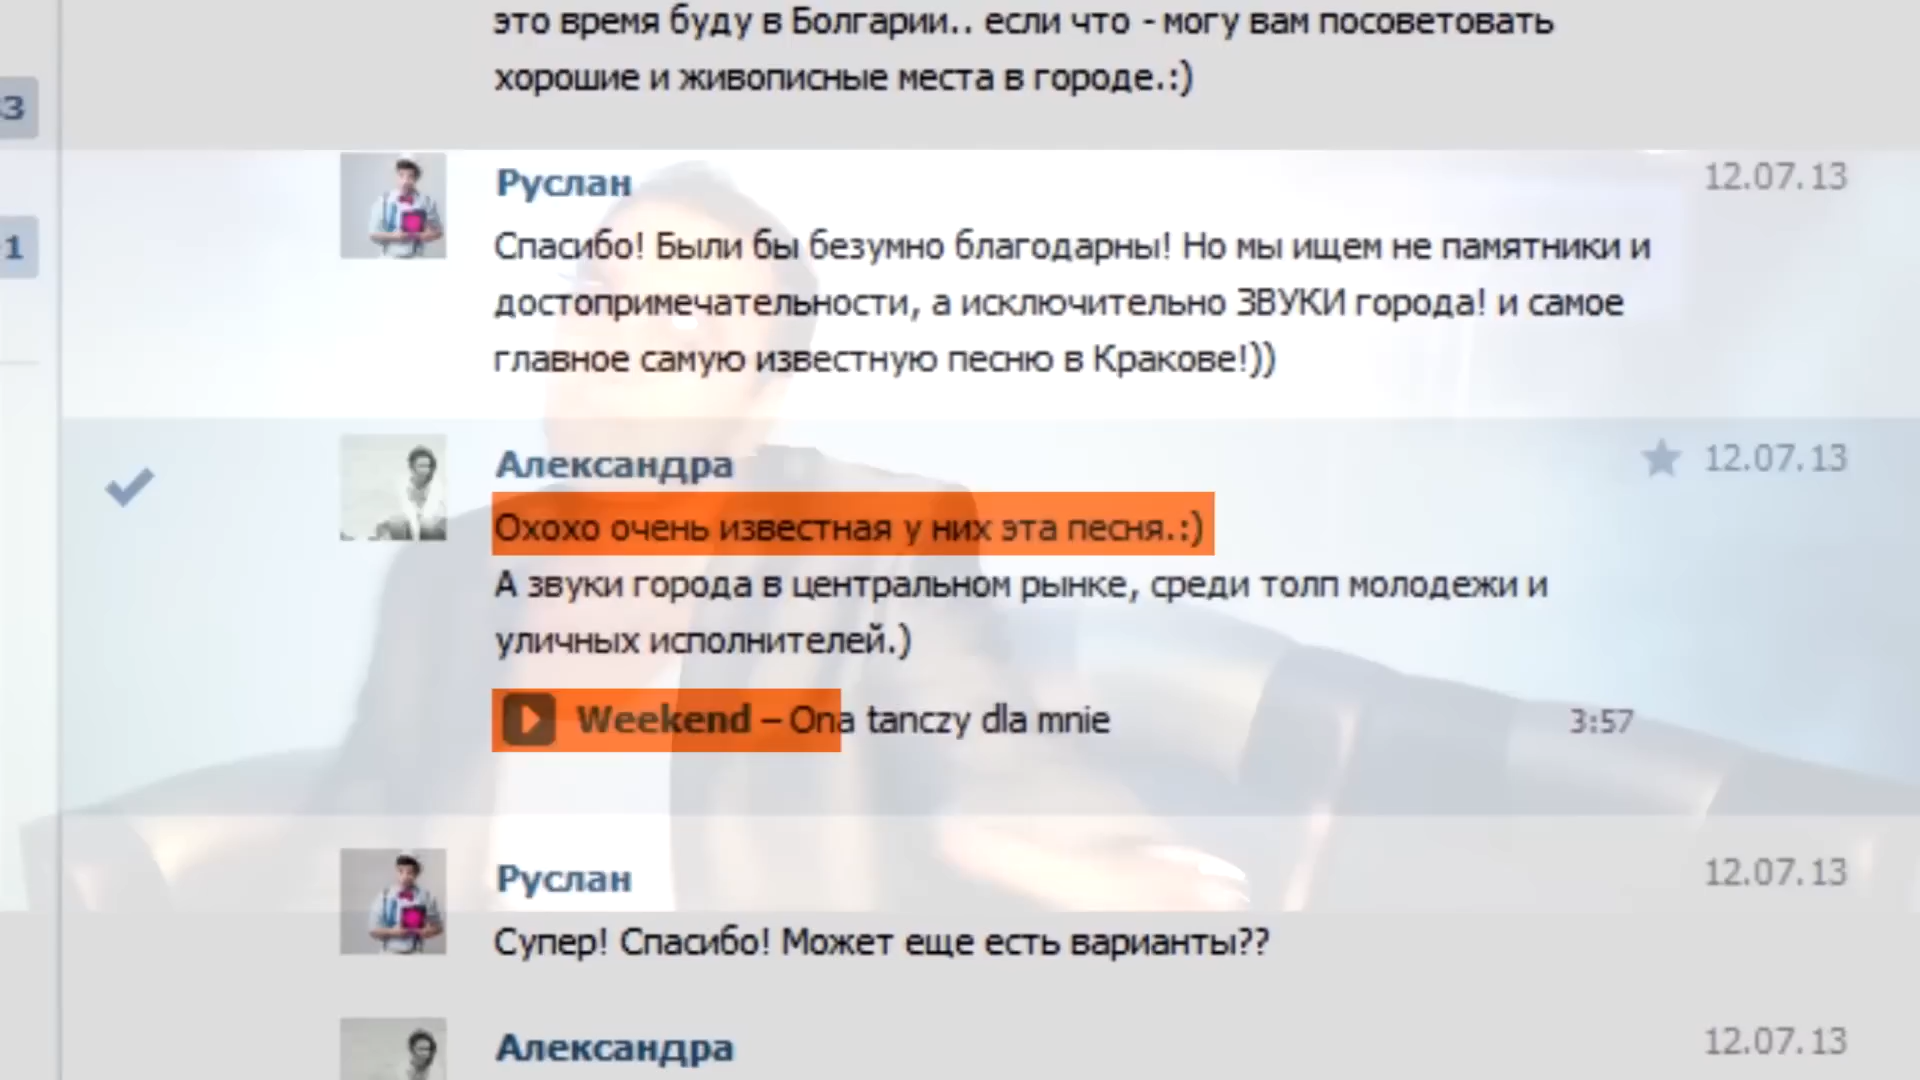 это время буду в Болгарии.. если что - могу вам посоветовать
хорошие и живописные места в городе.:)
Руслан 12.07.13
Спасибо! Были бы безумно благодарны! Но мы ищем не памятники и
достопримечательности, а исключительно ЗВУКИ города! и самое
главное самую известную песню в Кракове!))
Александра 12.07.13
Охохо очень известная у них эта песня.:)
А звуки города в центральном рынке, среди толп молодежи и
уличных исполнителей.)
Weekend – Ona tanczy dla mnie 3:57
Руслан 12.07.13
Супер! Спасибо! Может еще есть варианты??
Александра 12.07.13